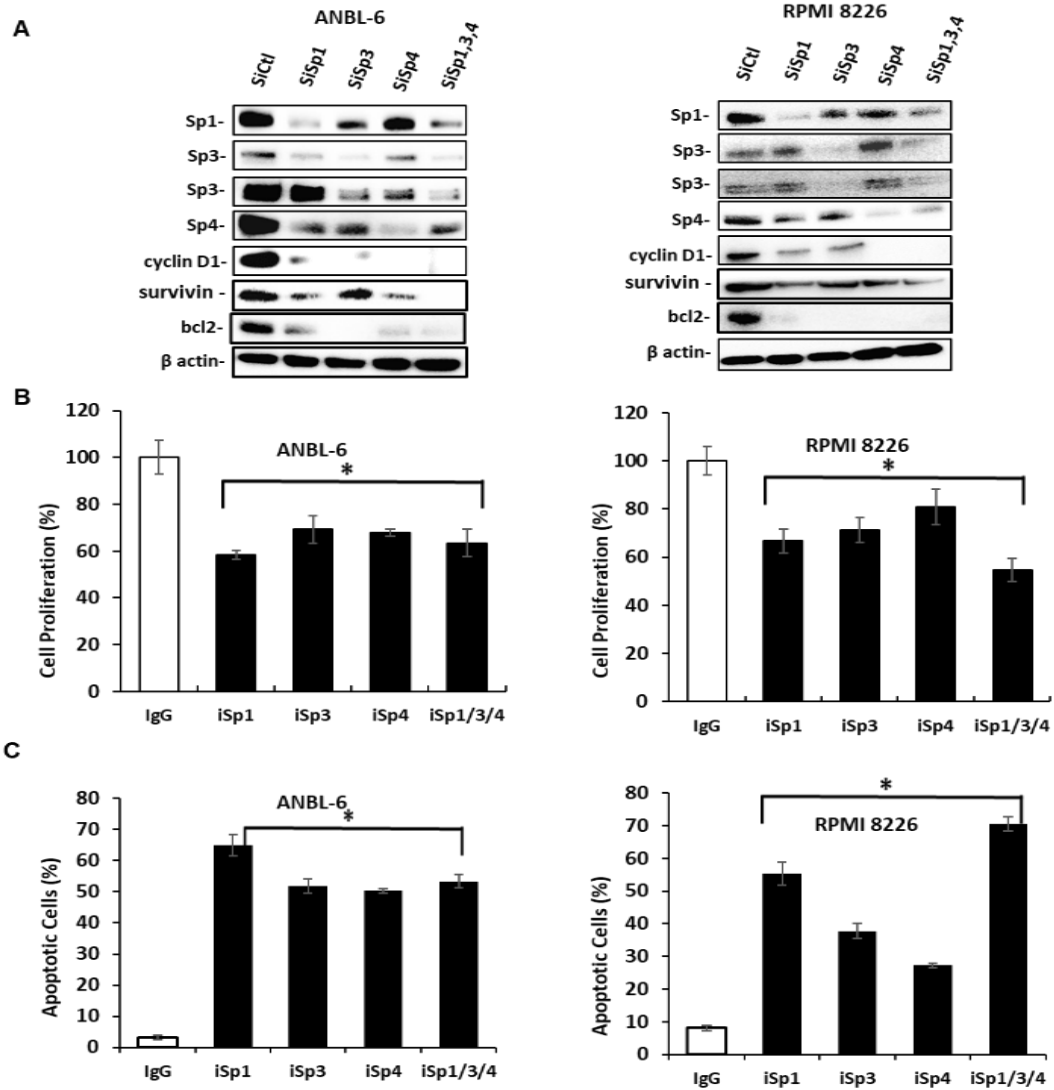 A
ANBL-6
SiCtl SiSp1 SiSp3 SiSp4 SiSp1,3,4
Sp1-
Sp3-
Sp3-
Sp4-
cyclin D1-
survivin -
bcl2-
β actin-
RPMI 8226
SiCtl SiSp1 SiSp3 SiSp4 SiSp1,3,4
Sp1-
Sp3-
Sp3-
Sp4-
cyclin D1-
survivin -
bcl2-
β actin-
B
Cell Proliferation (%)
120
100
80
60
40
20
0
ANBL-6
*
IgG iSp1 iSp3 iSp4 iSp1/3/4
Cell Proliferation (%)
120
100
80
60
40
20
0
RPMI 8226
*
IgG iSp1 iSp3 iSp4 iSp1/3/4
C
Apoptotic Cells (%)
80
70
60
50
40
30
20
10
0
ANBL-6
*
IgG iSp1 iSp3 iSp4 iSp1/3/4
Apoptotic Cells (%)
80
70
60
50
40
30
20
10
0
*
RPMI 8226
IgG iSp1 iSp3 iSp4 iSp1/3/4